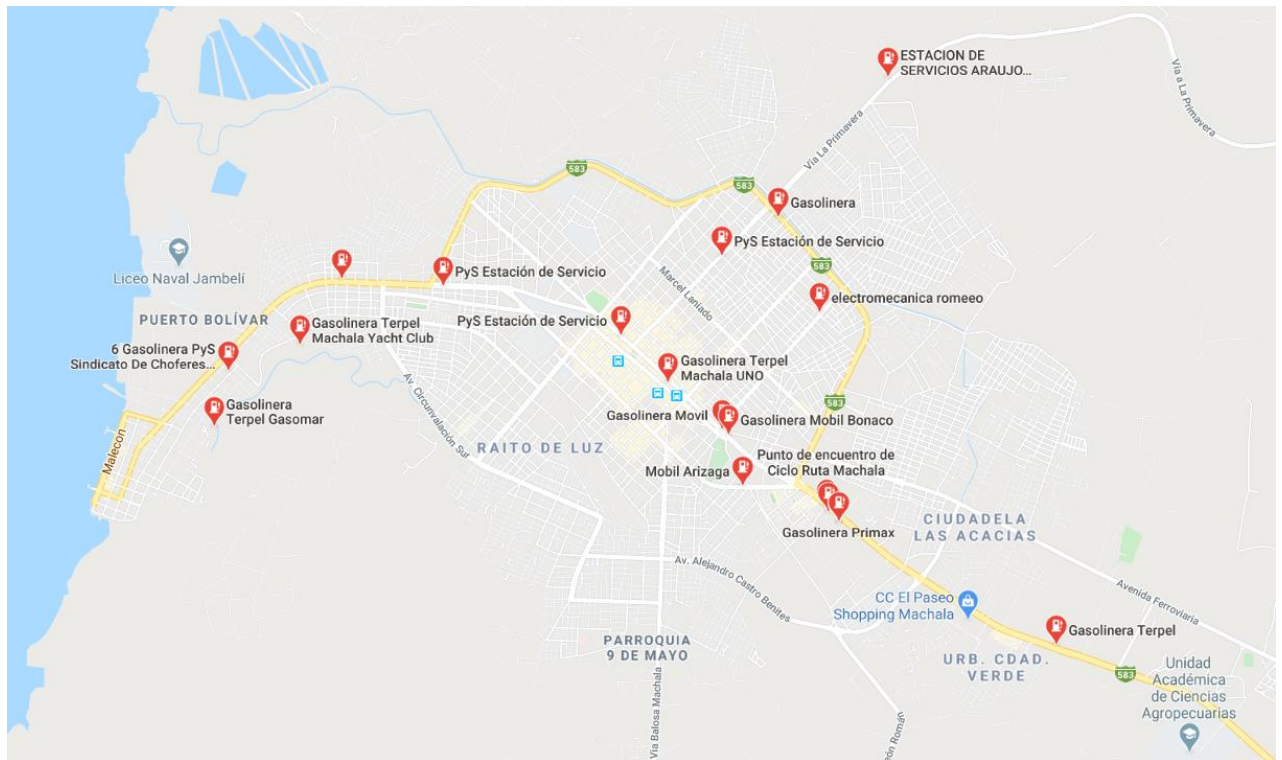 ESTACION DE
SERVICIOS ARAUJO...
Vía a La Primavera
Vía La Primavera
583
583
Gasolinera
PyS Estación de Servicio
Liceo Naval Jambelí
PyS Estación de Servicio
583
Marcel Laniado
electromecanica romeeo
PUERTO BOLÍVAR
Gasolinera Terpel
Machala Yacht Club
PyS Estación de Servicio
6 Gasolinera PyS
Sindicato De Choferes...
Gasolinera Terpel
Machala UNO
Av. Circunvalación Sur
Gasolinera
Terpel Gasomar
583
Gasolinera Movil
Gasolinera Mobil Bonaco
Malecon
RAITO DE LUZ
Punto de encuentro de
Ciclo Ruta Machala
Mobil Arizaga
Gasolinera Primax
CIUDADELA
LAS ACACIAS
Av. Alejandro Castro Benites
Avenida Ferroviaria
CC El Paseo
Shopping Machala
Gasolinera Terpel
PARROQUIA
9 DE MAYO
URB. CDAD.
VERDE
583
Unidad
Académica
de Ciencias
Agropecuarias
Vía Balosa Machala
eón Román